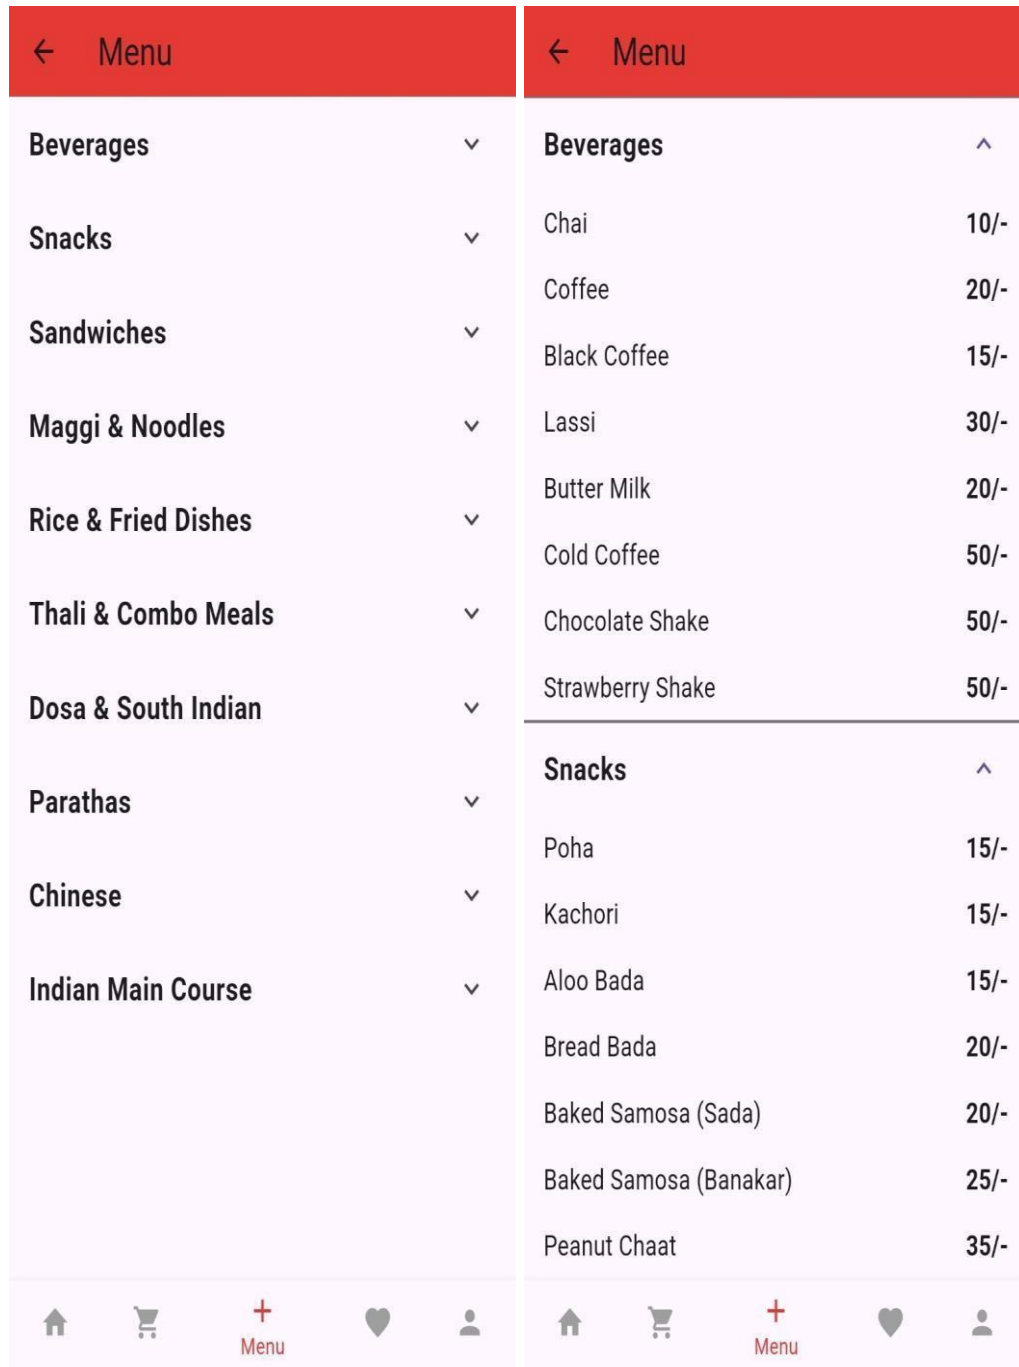 Menu
Beverages
Snacks
Sandwiches
Maggi & Noodles
Rice & Fried Dishes
Thali & Combo Meals
Dosa & South Indian
Parathas
Chinese
Indian Main Course
Menu
Menu
Beverages
Chai 10/-
Coffee 20/-
Black Coffee 15/-
Lassi 30/-
Butter Milk 20/-
Cold Coffee 50/-
Chocolate Shake 50/-
Strawberry Shake 50/-
Snacks
Poha 15/-
Kachori 15/-
Aloo Bada 15/-
Bread Bada 20/-
Baked Samosa (Sada) 20/-
Baked Samosa (Banakar) 25/-
Peanut Chaat 35/-
Menu